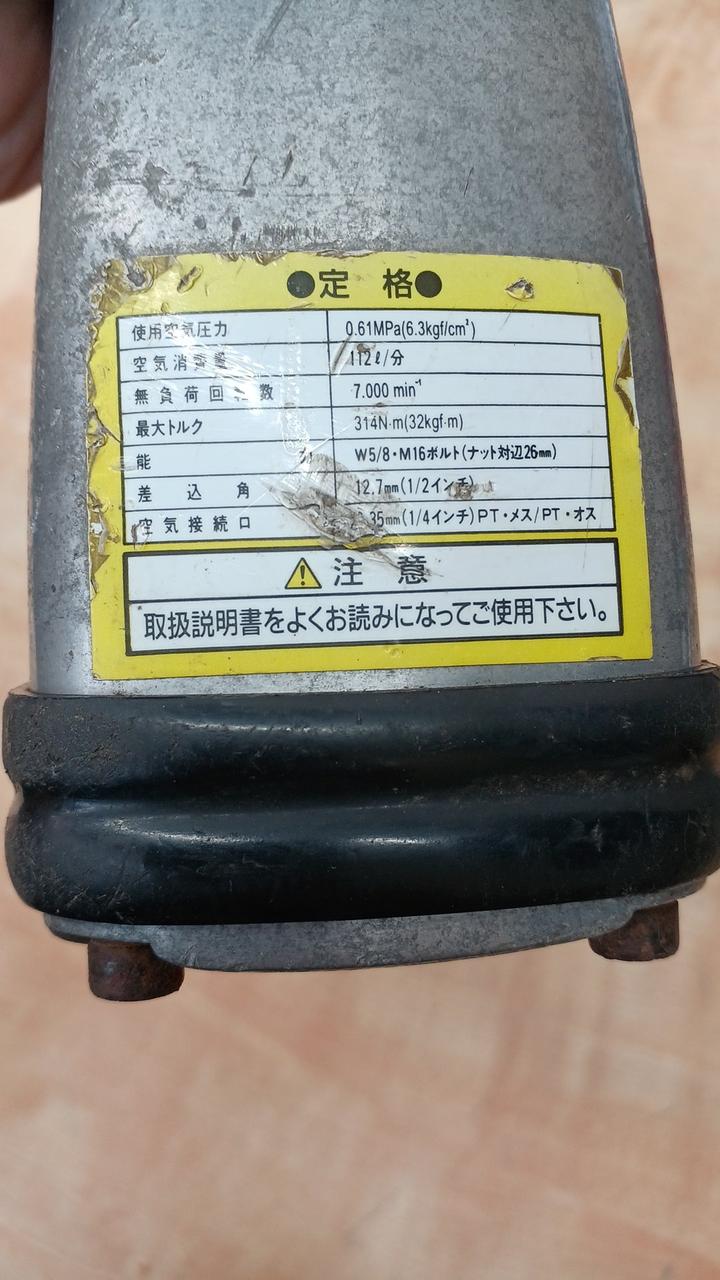 ●定 格●
使用空気圧力 0.61MPa(6.3kgf/cm²)
空気消費量 112ℓ/分
無負荷回転数 7.000 min⁻¹
最大トルク 314N·m(32kgf·m)
能 力 W5/8・M16ボルト(ナット対辺26mm)
差 込 角 12.7mm(1/2インチ)
空気接続口 35mm(1/4インチ)PT・メス/PT・オス
⚠注 意
取扱説明書をよくお読みになってご使用下さい。